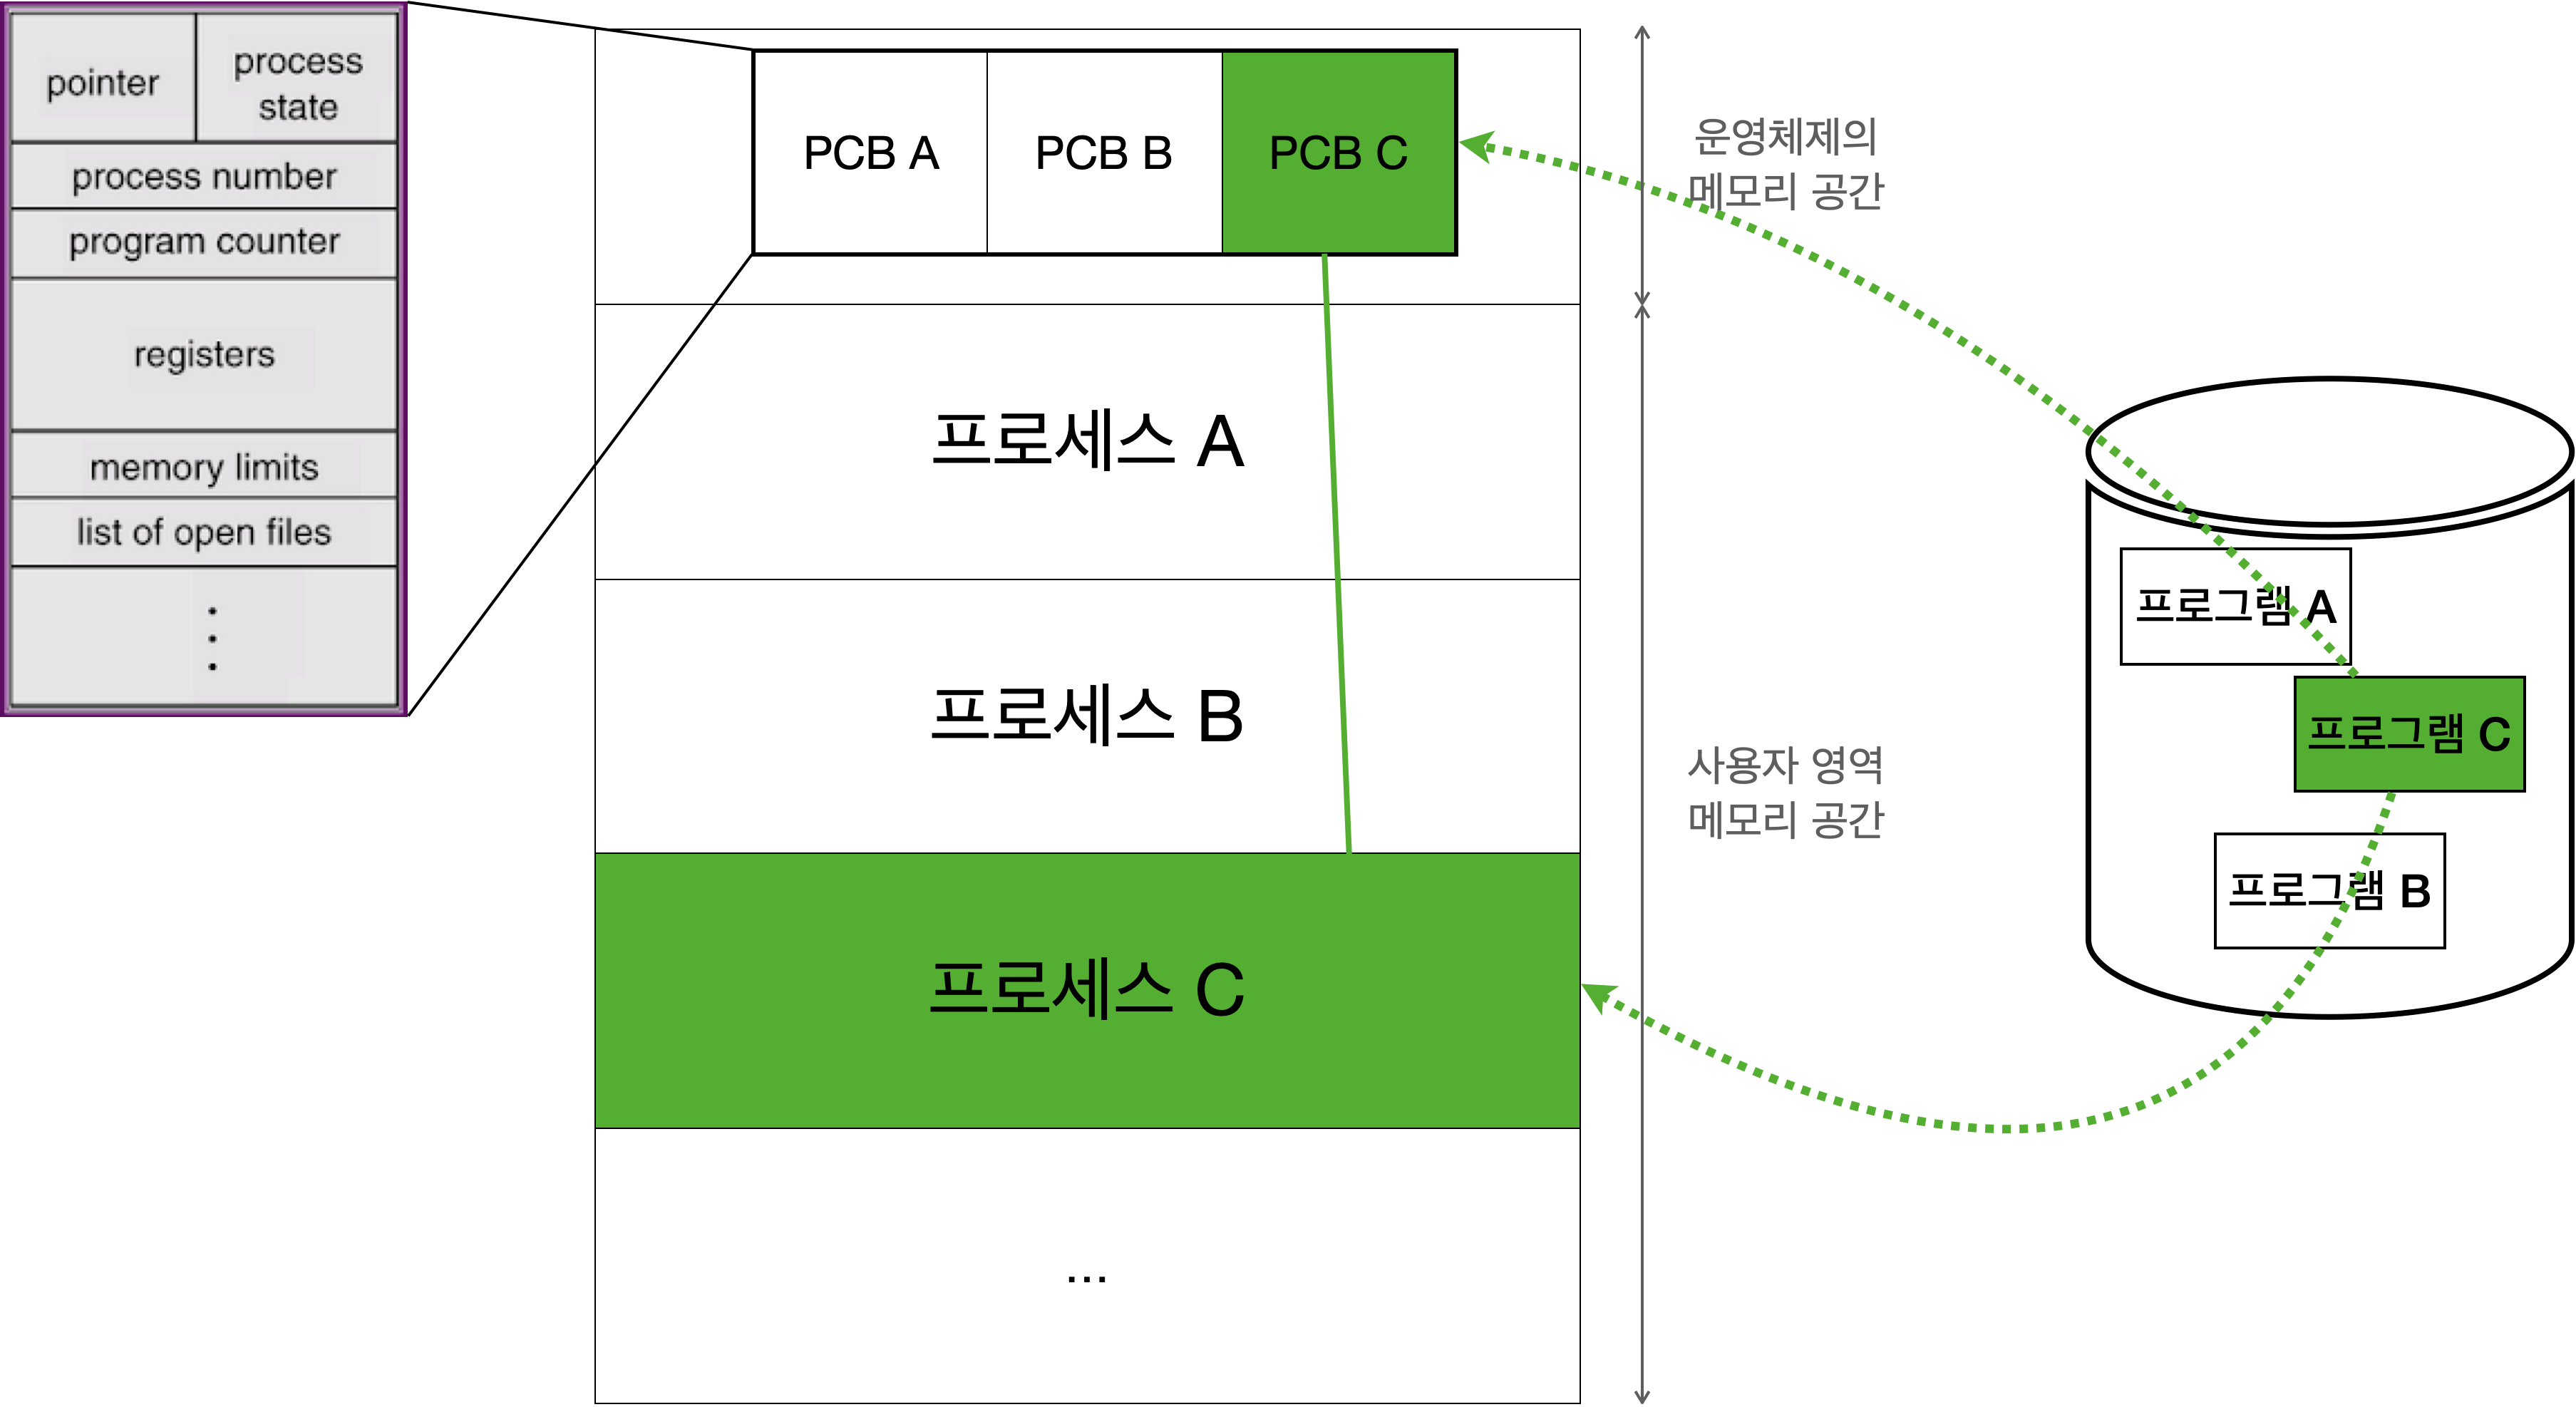 pointer
process
state
process number
program counter
registers
memory limits
list of open files
PCB A
PCB B
PCB C
프로세스 A
프로세스 B
프로세스 C
...
운영체제의
메모리 공간
사용자 영역
메모리 공간
프로그램 A
프로그램 C
프로그램 B